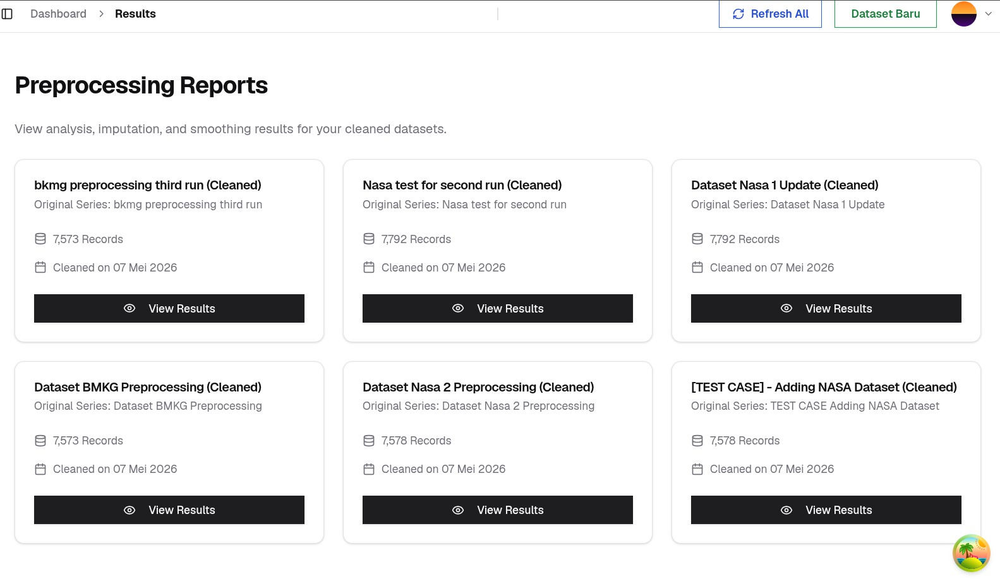 Dashboard > Results
Refresh All
Dataset Baru
Preprocessing Reports
View analysis, imputation, and smoothing results for your cleaned datasets.
bkmg preprocessing third run (Cleaned)
Original Series: bkmg preprocessing third run
7,573 Records
Cleaned on 07 Mei 2026
View Results
Nasa test for second run (Cleaned)
Original Series: Nasa test for second run
7,792 Records
Cleaned on 07 Mei 2026
View Results
Dataset Nasa 1 Update (Cleaned)
Original Series: Dataset Nasa 1 Update
7,792 Records
Cleaned on 07 Mei 2026
View Results
Dataset BMKG Preprocessing (Cleaned)
Original Series: Dataset BMKG Preprocessing
7,573 Records
Cleaned on 07 Mei 2026
View Results
Dataset Nasa 2 Preprocessing (Cleaned)
Original Series: Dataset Nasa 2 Preprocessing
7,578 Records
Cleaned on 07 Mei 2026
View Results
[TEST CASE] - Adding NASA Dataset (Cleaned)
Original Series: TEST CASE Adding NASA Dataset
7,578 Records
Cleaned on 07 Mei 2026
View Results